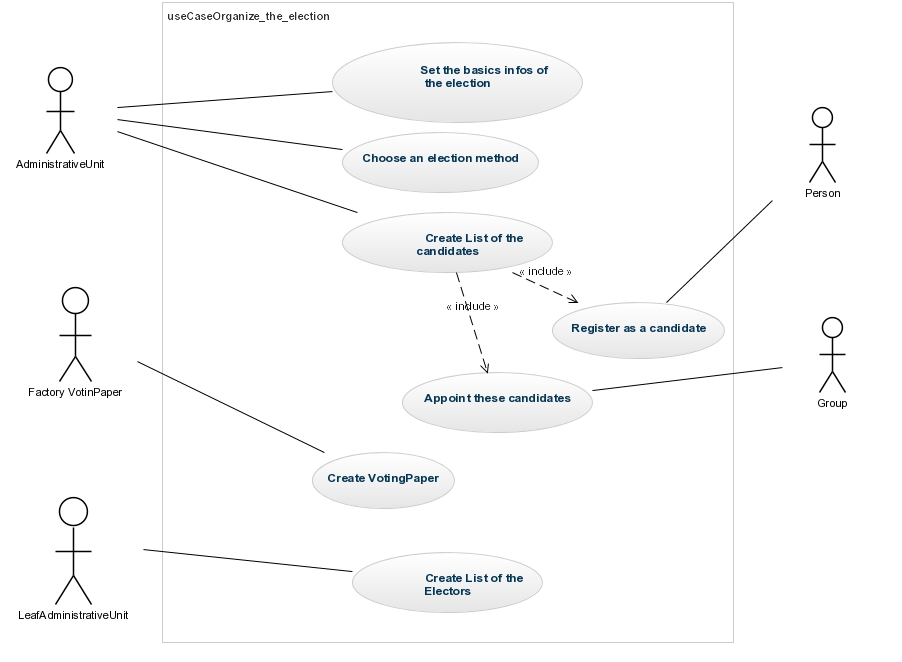 useCaseOrganize_the_election
Set the basics infos of
the election
AdministrativeUnit
Choose an election method
Person
Create List of the
candidates
« include »
« include »
Register as a candidate
Factory VotinPaper
Appoint these candidates
Group
Create VotingPaper
Create List of the
Electors
LeafAdministrativeUnit